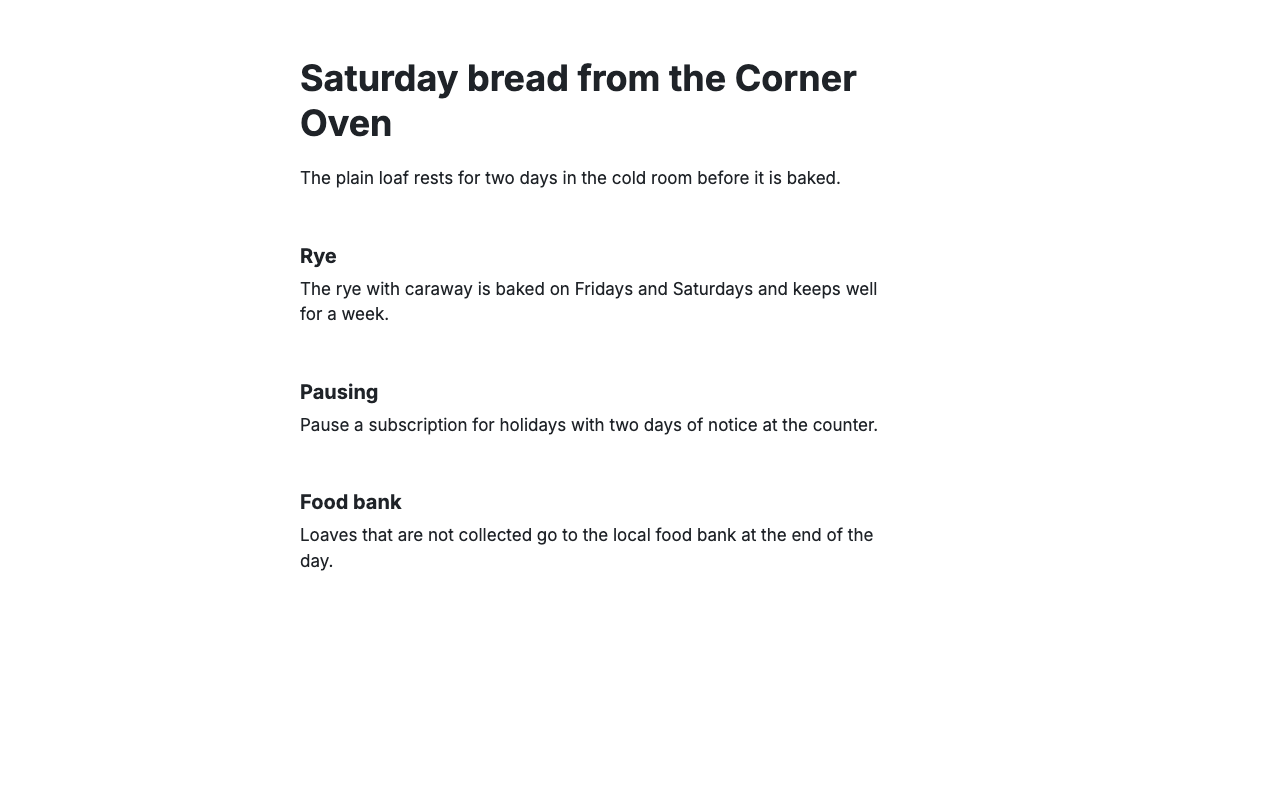 Saturday bread from the Corner
Oven
The plain loaf rests for two days in the cold room before it is baked.
Rye
The rye with caraway is baked on Fridays and Saturdays and keeps well
for a week.
Pausing
Pause a subscription for holidays with two days of notice at the counter.
Food bank
Loaves that are not collected go to the local food bank at the end of the
day.